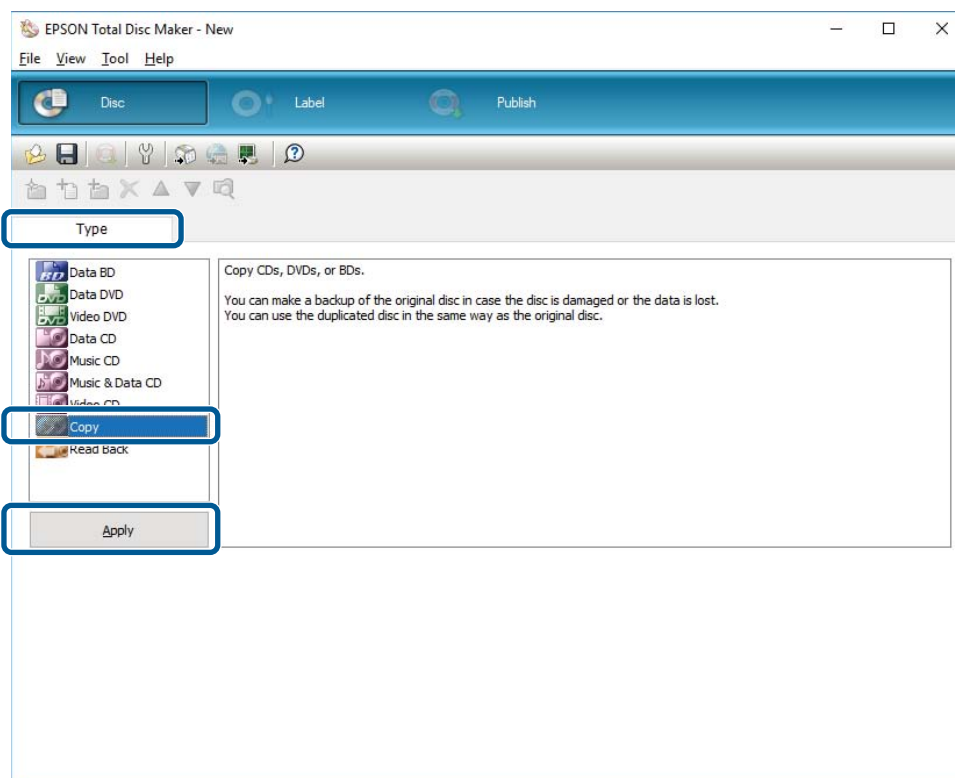 EPSON Total Disc Maker - New
File View Tool Help
Disc Label Publish
Type
Data BD
Data DVD
Video DVD
Data CD
Music CD
Music & Data CD
Video CD
Copy
Read Back
Apply
Copy CDs, DVDs, or BDs.
You can make a backup of the original disc in case the disc is damaged or the data is lost.
You can use the duplicated disc in the same way as the original disc.